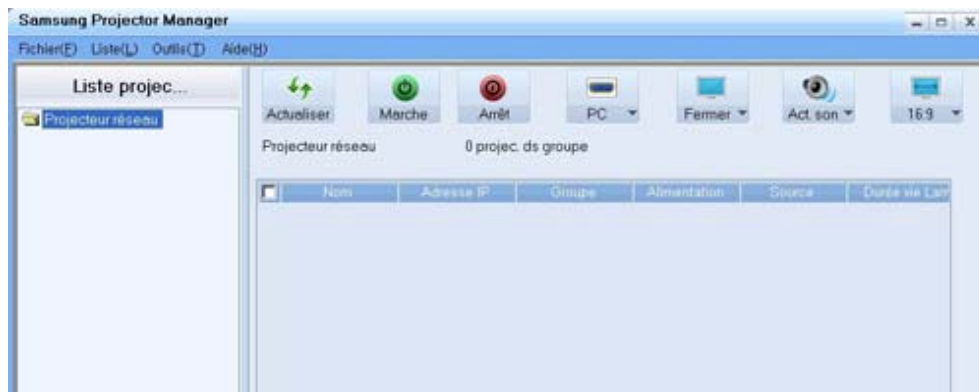 Samsung Projector Manager
Fichier(F) Liste(L) Outils(T) Aide(H)
Liste projec...
Projecteur réseau
Actualiser Marche Arrêt PC Fermer Act. son 16:9
Projecteur réseau 0 projec. ds groupe
Nom Adresse IP Groupe Alimentation Source Durée vie Lam